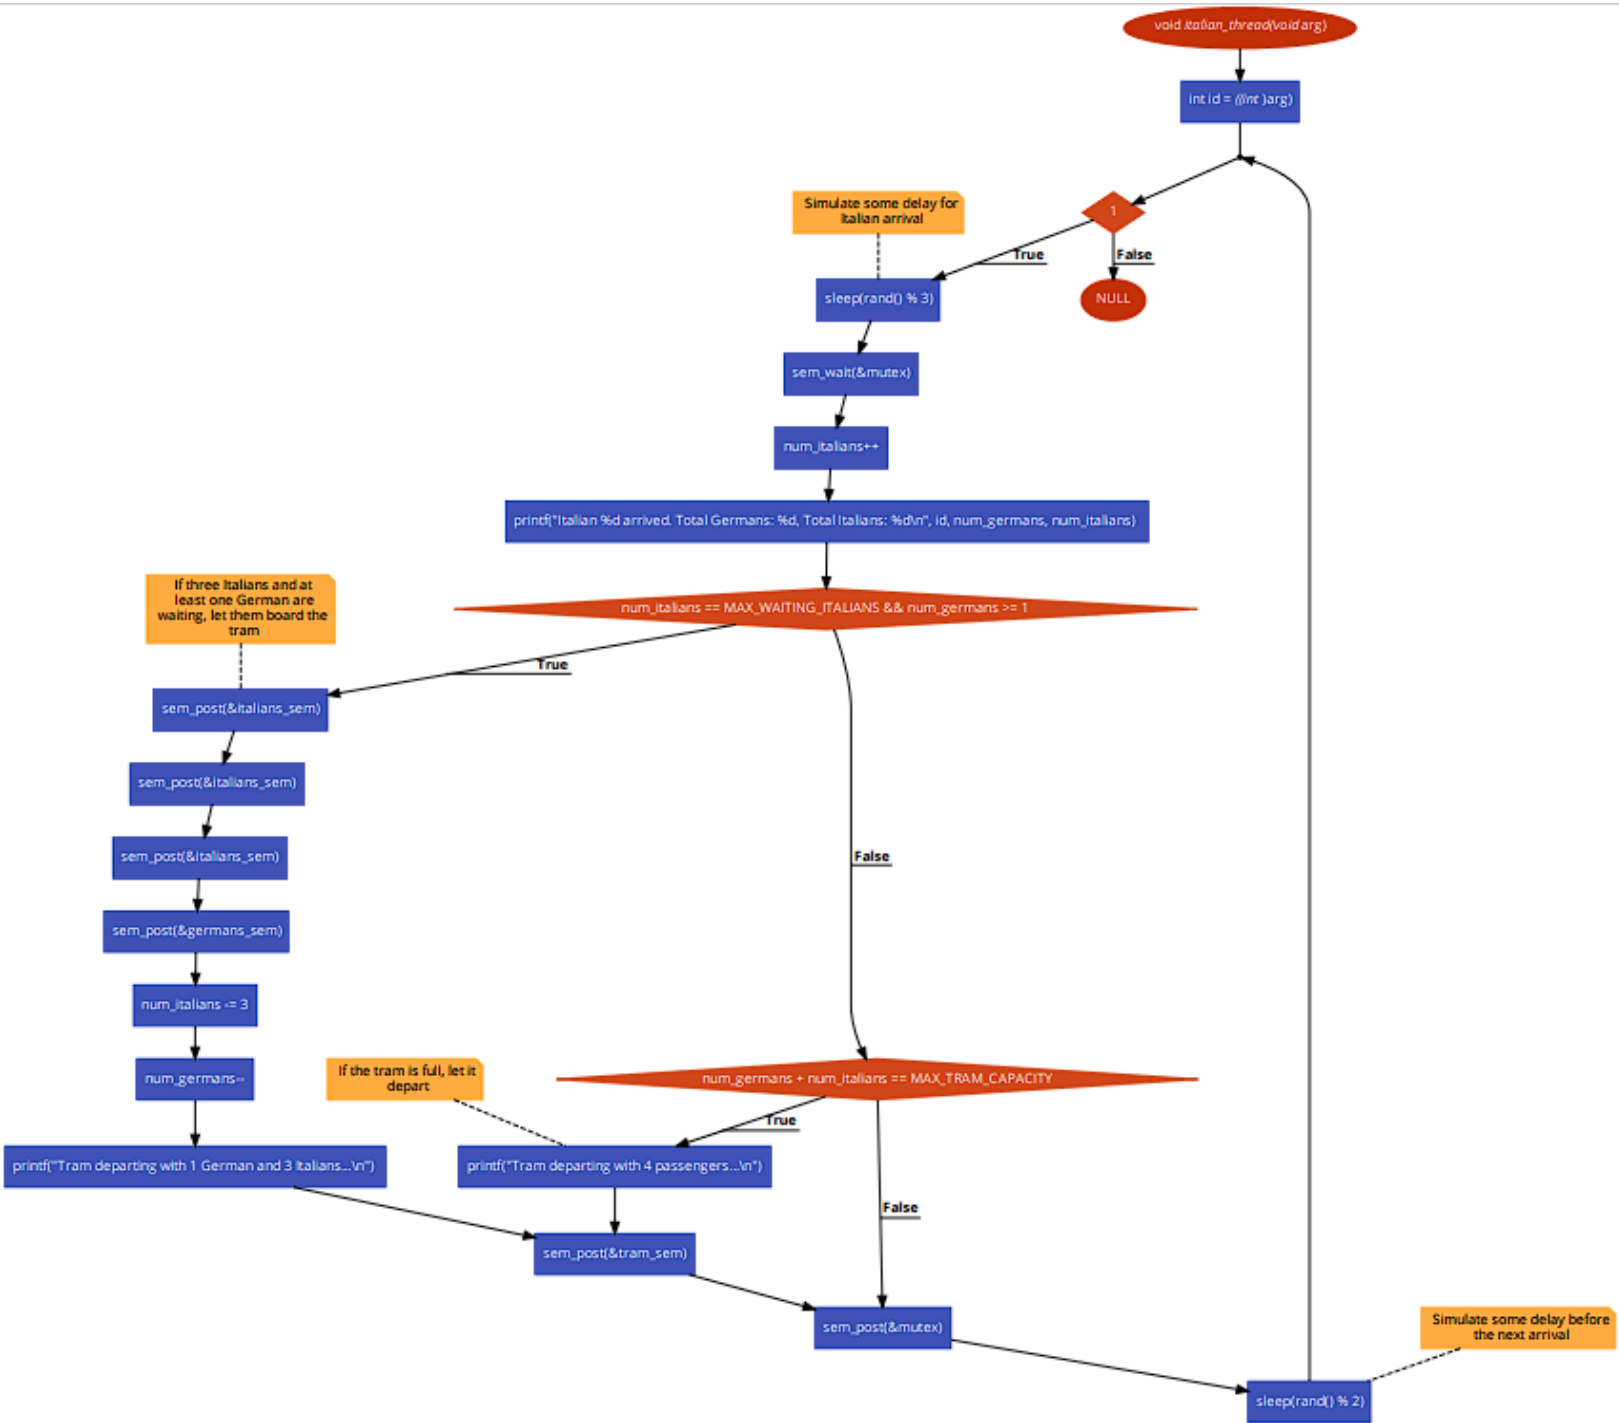 void italian_thread(void arg)
int id = ((int )arg)
1
Simulate some delay for
Italian arrival
True
False
sleep(rand() % 3)
NULL
sem_wait(&mutex)
num_italians++
printf("Italian %d arrived. Total Germans: %d, Total Italians: %d\n", id, num_germans, num_italians)
num_italians == MAX_WAITING_ITALIANS && num_germans >= 1
If three Italians and at
least one German are
waiting, let them board the
tram
True
sem_post(&italians_sem)
sem_post(&italians_sem)
sem_post(&italians_sem)
False
sem_post(&germans_sem)
num_italians -= 3
num_germans--
If the tram is full, let it
depart
num_germans + num_italians == MAX_TRAM_CAPACITY
True
printf("Tram departing with 1 German and 3 Italians...\n")
printf("Tram departing with 4 passengers...\n")
False
sem_post(&tram_sem)
sem_post(&mutex)
Simulate some delay before
the next arrival
sleep(rand() % 2)